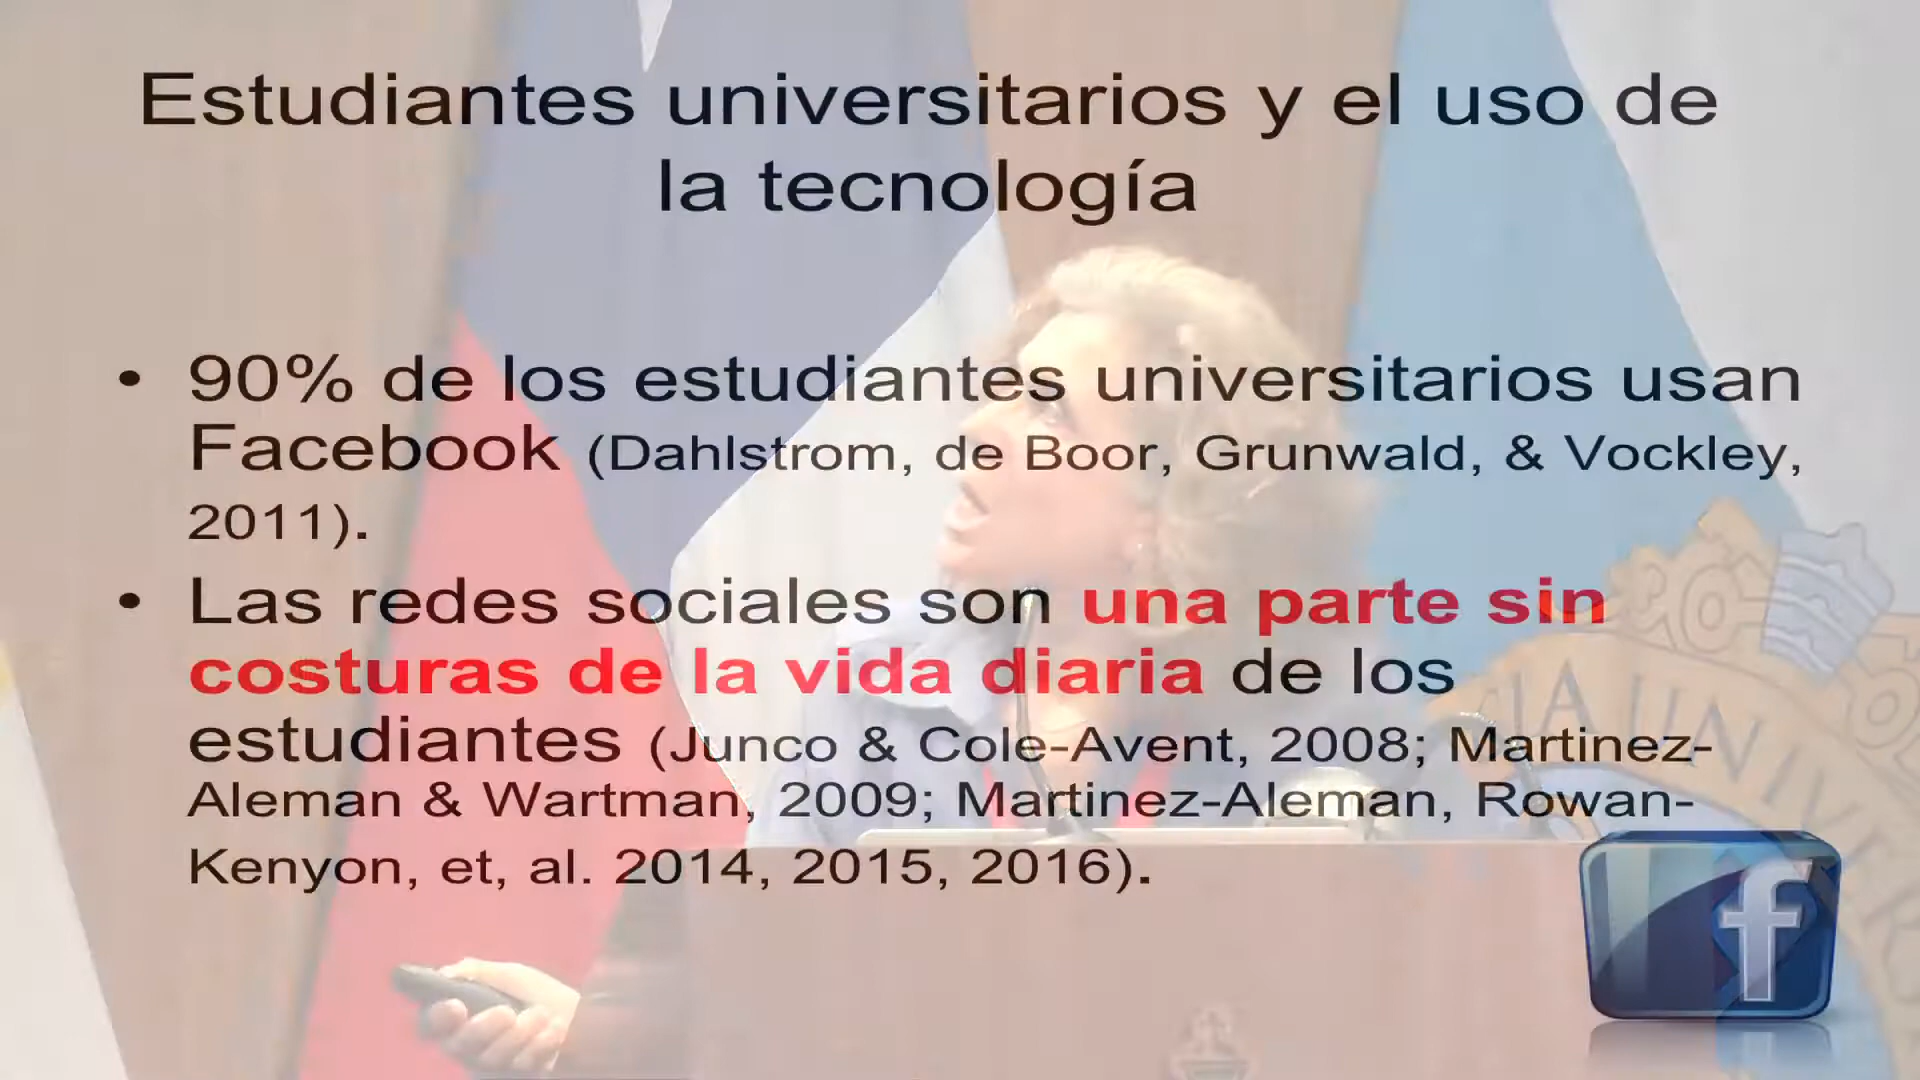 Estudiantes universitarios y el uso de
la tecnología
• 90% de los estudiantes universitarios usan
Facebook (Dahlstrom, de Boor, Grunwald, & Vockley,
2011).
• Las redes sociales son una parte sin
costuras de la vida diaria de los
estudiantes (Junco & Cole-Avent, 2008; Martinez-
Aleman & Wartman, 2009; Martinez-Aleman, Rowan-
Kenyon, et, al. 2014, 2015, 2016).
f